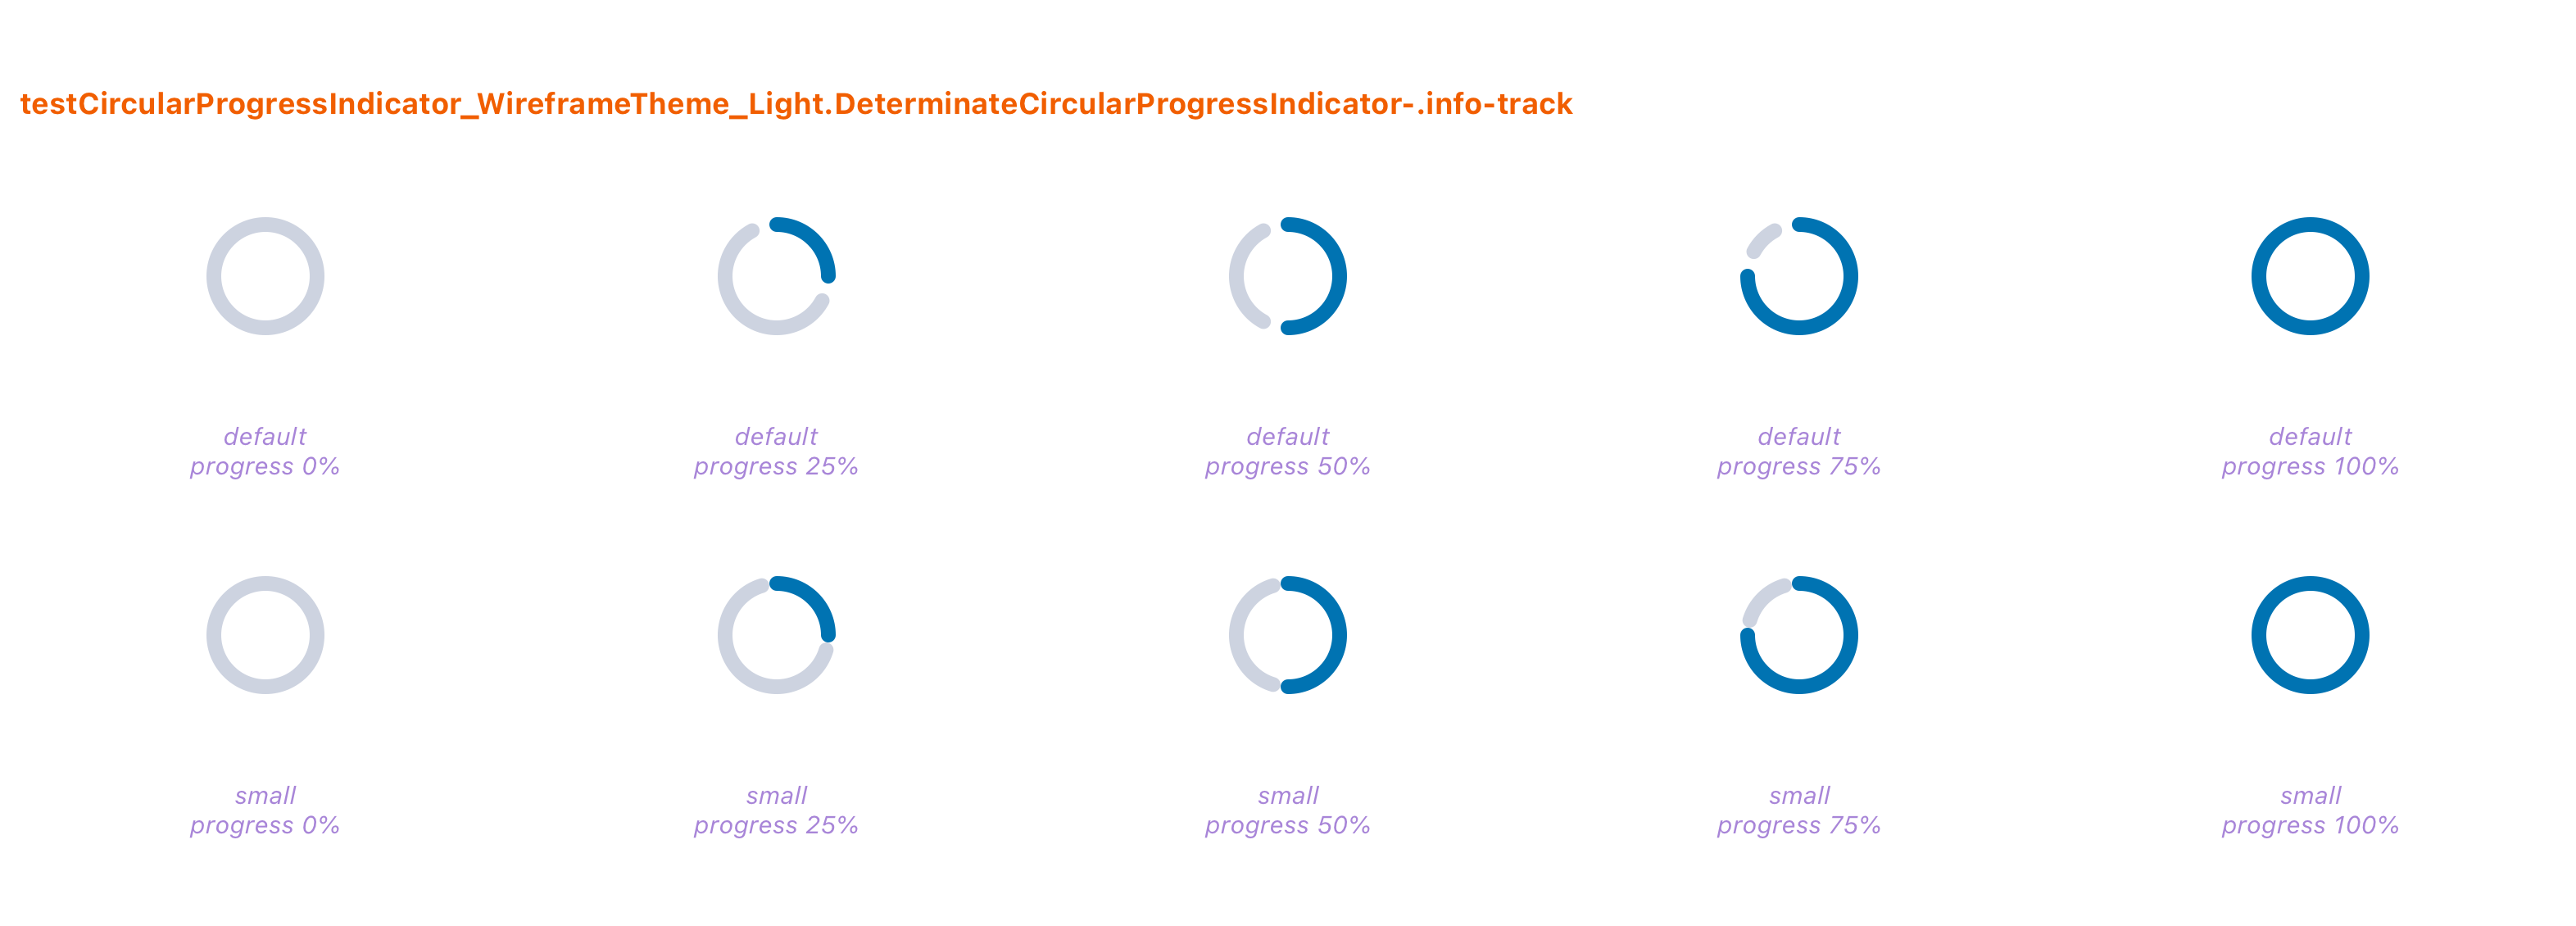 testCircularProgressIndicator_WireframeTheme_Light.DeterminateCircularProgressIndicator-.info-track
default
progress 0%
default
progress 25%
default
progress 50%
default
progress 75%
default
progress 100%
small
progress 0%
small
progress 25%
small
progress 50%
small
progress 75%
small
progress 100%